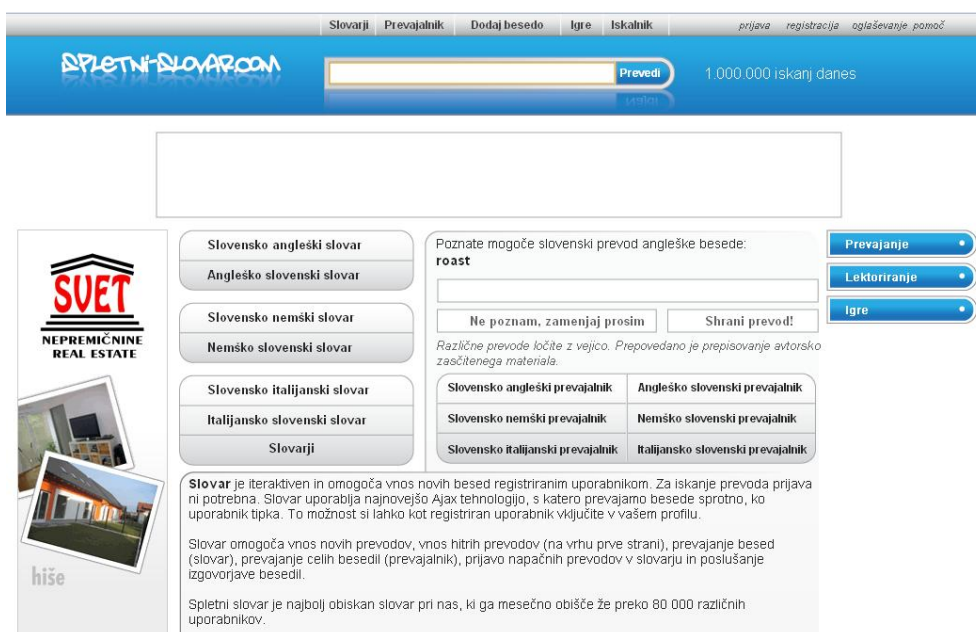 Slovarji Prevajalnik Dodaj besedo Igre Iskalnik prijava registracija oglaševanje pomoč
SPLETNI-SLOVAR.COM
Prevedi
1.000.000 iskanj danes
SVET
NEPREMIČNINE
REAL ESTATE
hiše
Slovensko angleški slovar
Angleško slovenski slovar
Slovensko nemški slovar
Nemško slovenski slovar
Slovensko italijanski slovar
Italijansko slovenski slovar
Slovarji
Poznate mogoče slovenski prevod angleške besede:
roast
Ne poznam, zamenjaj prosim Shrani prevod!
Različne prevode ločite z vejico. Prepovedano je prepisovanje avtorsko
zasčitenega materiala.
Slovensko angleški prevajalnik Angleško slovenski prevajalnik
Slovensko nemški prevajalnik Nemško slovenski prevajalnik
Slovensko italijanski prevajalnik Italijansko slovenski prevajalnik
Prevajanje
Lektoriranje
Igre
Slovar je iteraktiven in omogoča vnos novih besed registriranim uporabnikom. Za iskanje prevoda prijava
ni potrebna. Slovar uporablja najnovejšo Ajax tehnologijo, s katero prevajamo besede sprotno, ko
uporabnik tipka. To možnost si lahko kot registriran uporabnik vključite v vašem profilu.
Slovar omogoča vnos novih prevodov, vnos hitrih prevodov (na vrhu prve strani), prevajanje besed
(slovar), prevajanje celih besedil (prevajalnik), prijavo napačnih prevodov v slovarju in poslušanje
izgovorjave besedil.
Spletni slovar je najbolj obiskan slovar pri nas, ki ga mesečno obišče že preko 80 000 različnih
uporabnikov.